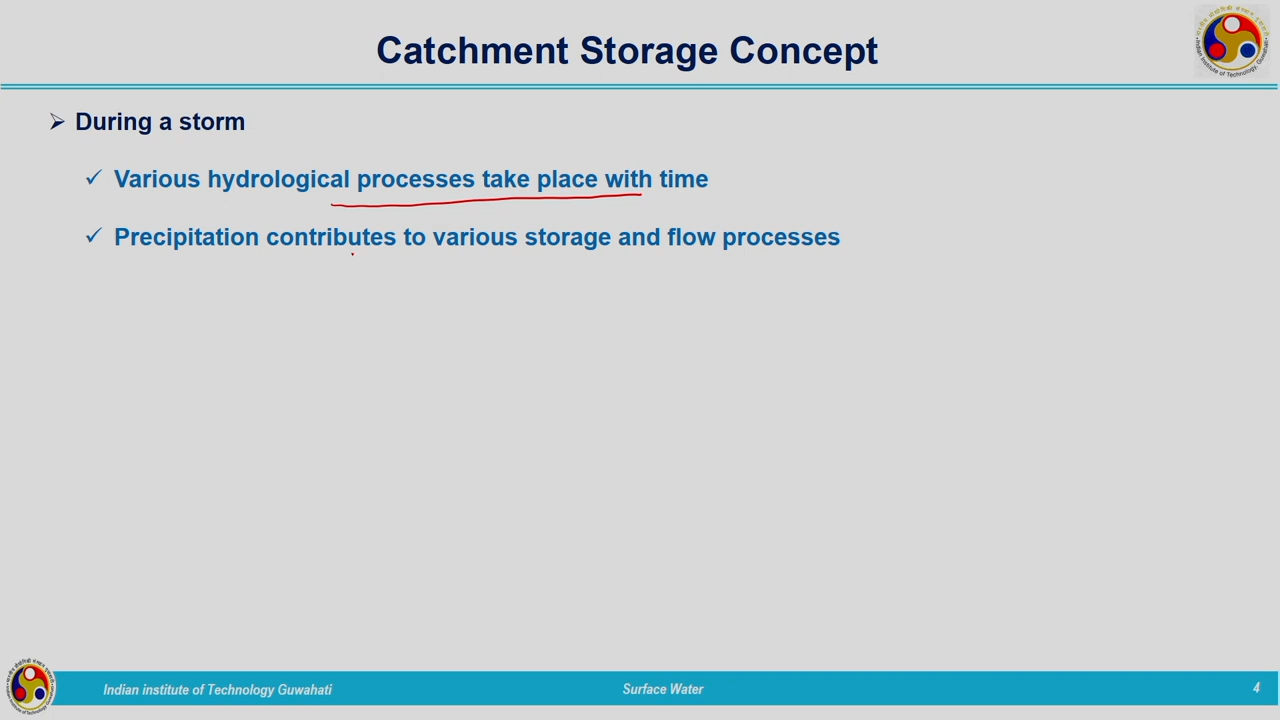 Catchment Storage Concept
During a storm
Various hydrological processes take place with time
Precipitation contributes to various storage and flow processes
Indian institute of Technology Guwahati
Surface Water
4